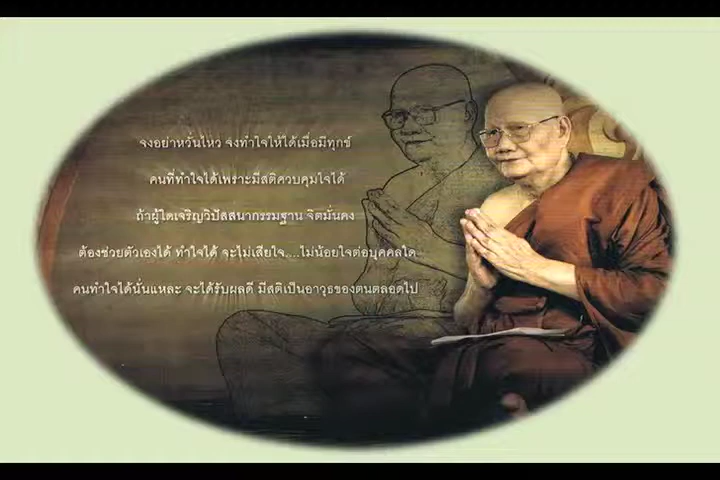 จงอย่าหวั่นไหว จงทำใจให้ได้เมื่อมีทุกข์
คนที่ทำใจได้เพราะมีสติควบคุมใจได้
ถ้าผู้ใดเจริญวิปัสสนากรรมฐาน จิตมั่นคง
ต้องช่วยตัวเองได้ ทำใจได้ จะไม่เสียใจ....ไม่น้อยใจต่อบุคคลใด
คนทำใจได้นั่นแหละ จะได้รับผลดี มีสติเป็นอาวุธของตนตลอดไป